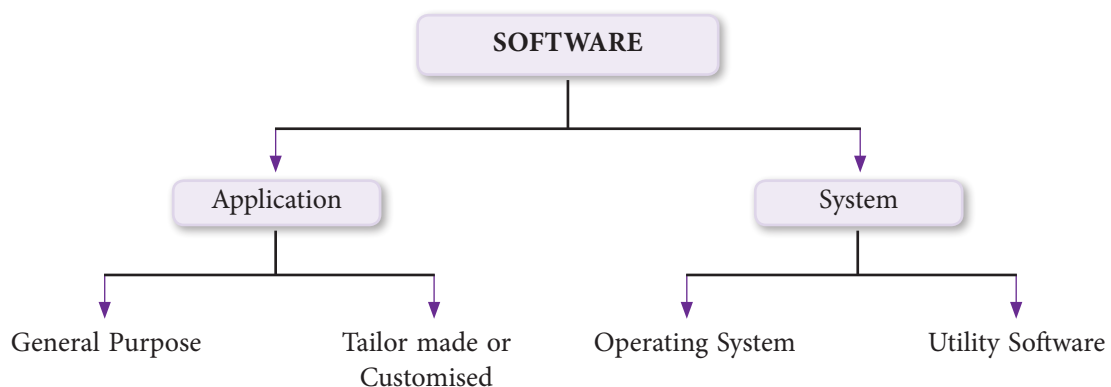 SOFTWARE
Application
System
General Purpose
Tailor made or
Customised
Operating System
Utility Software